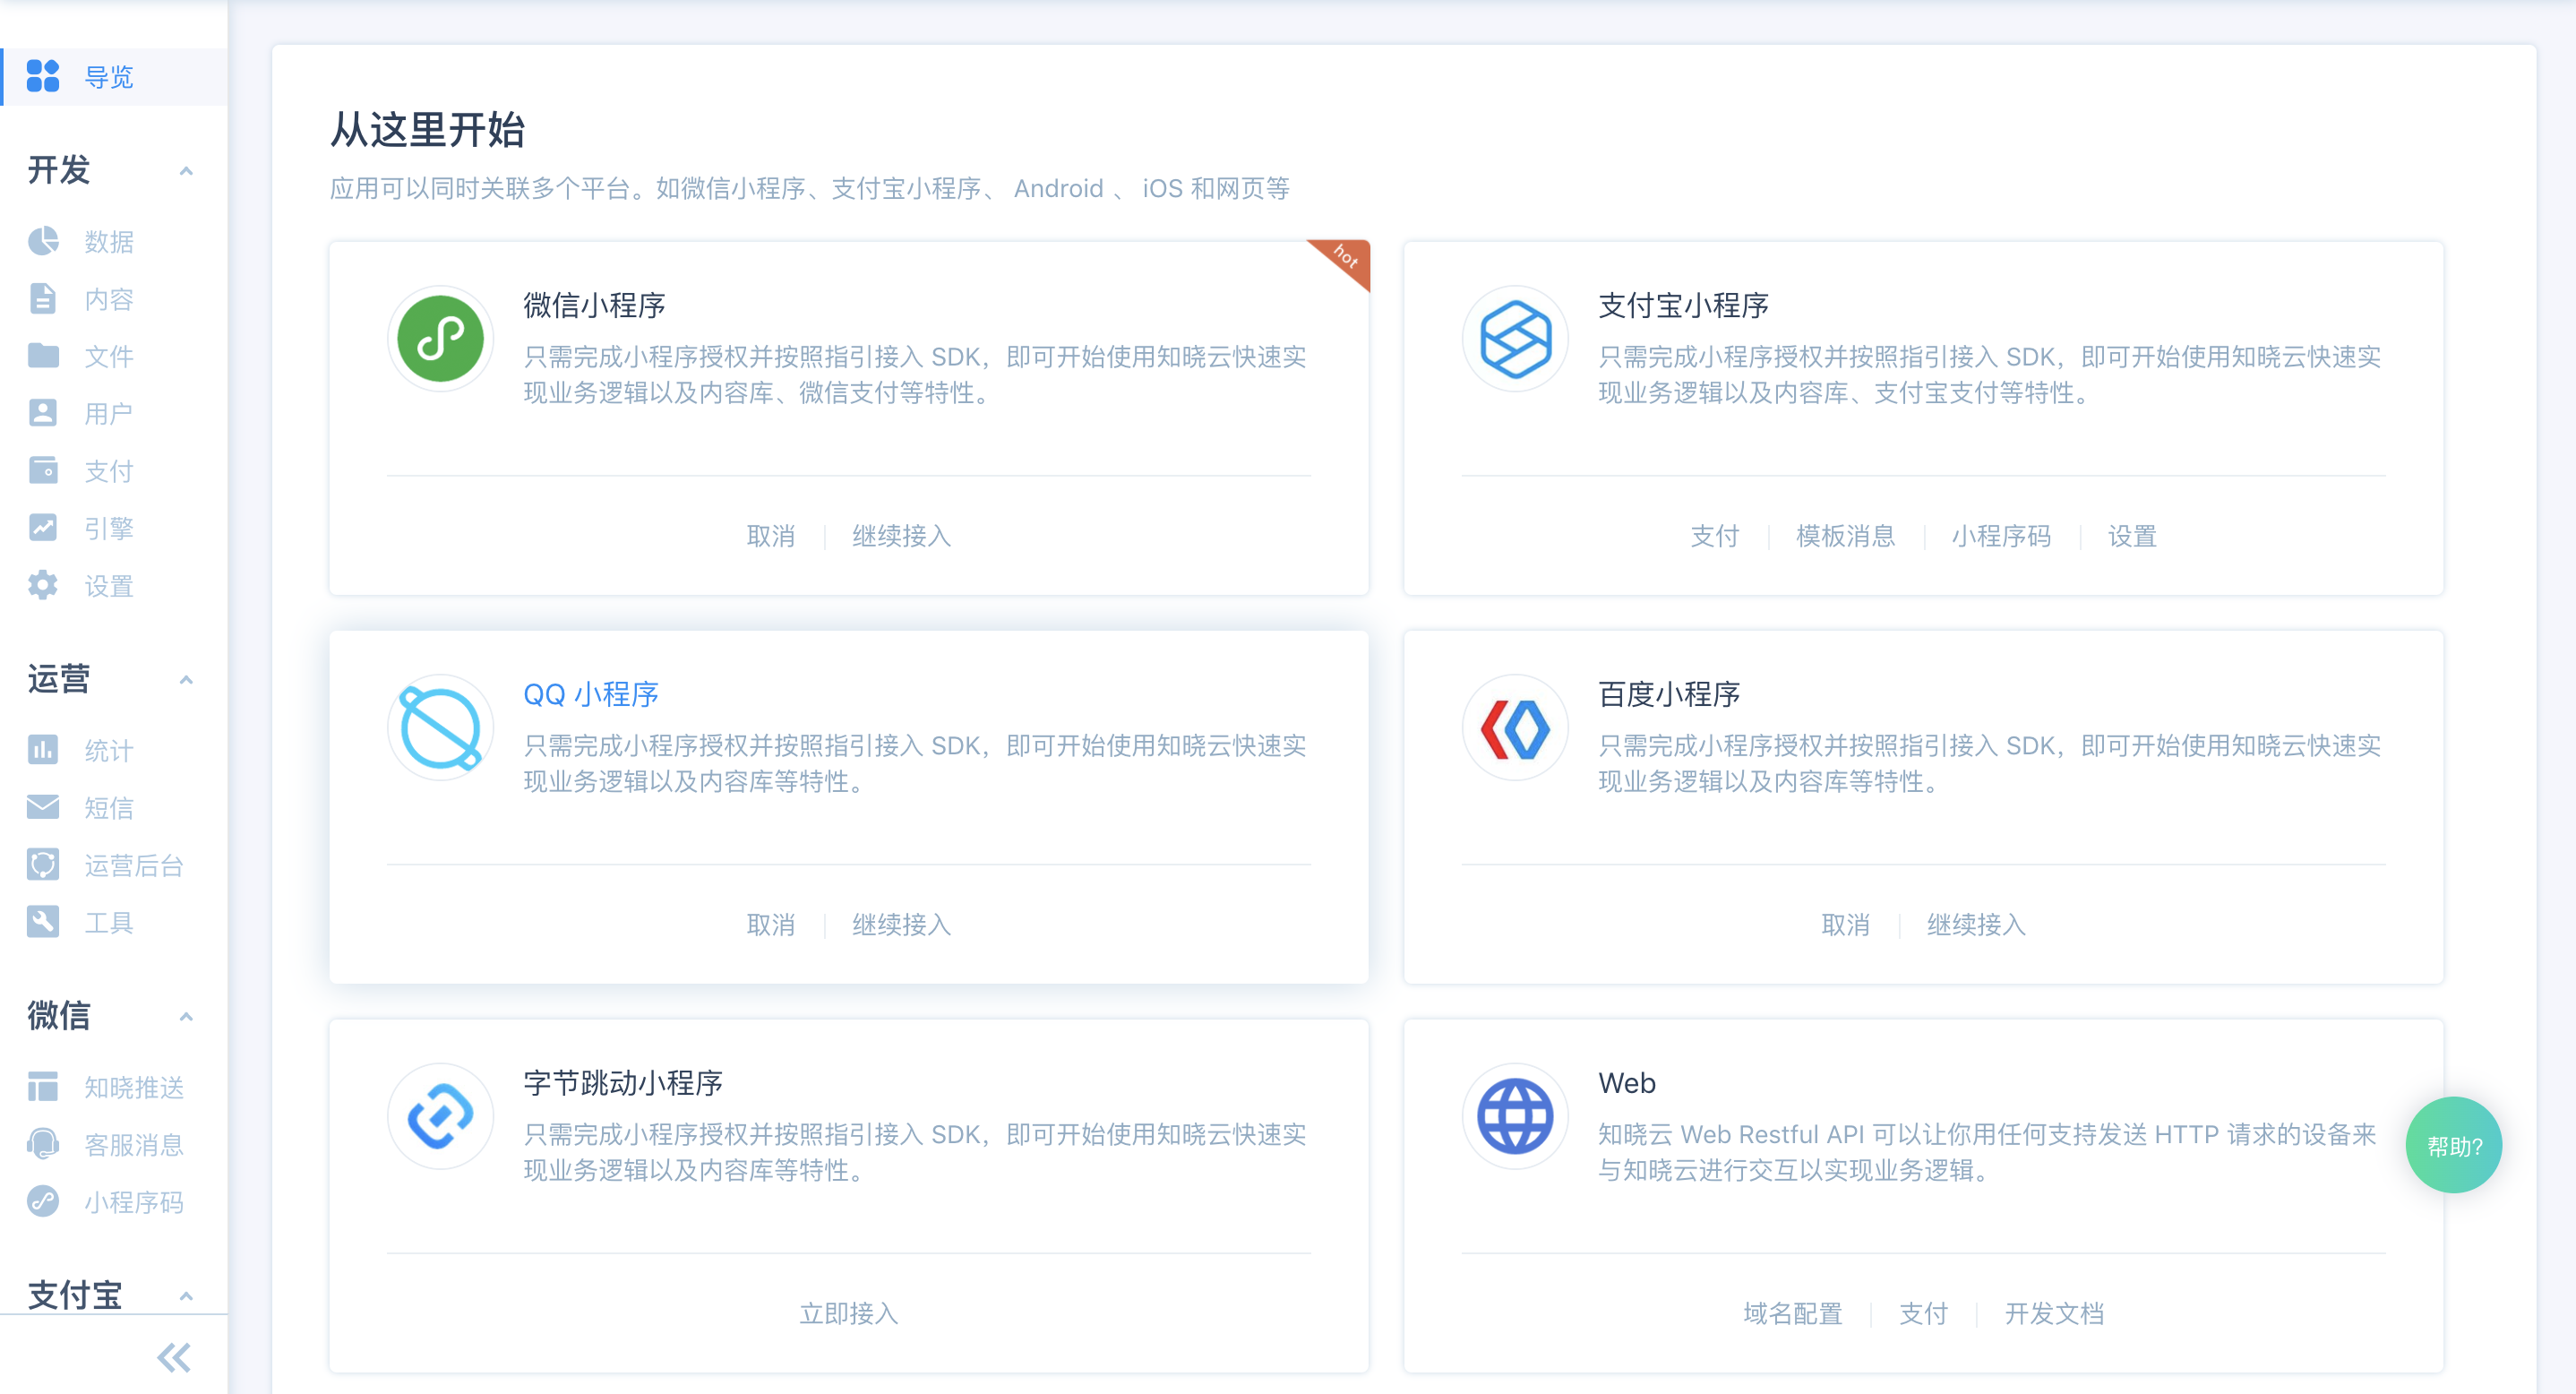 导览
开发
数据
内容
文件
用户
支付
引擎
设置
运营
统计
短信
运营后台
工具
微信
知晓推送
客服消息
小程序码
支付宝
从这里开始
应用可以同时关联多个平台。如微信小程序、支付宝小程序、 Android 、 iOS 和网页等
hot
微信小程序
只需完成小程序授权并按照指引接入 SDK，即可开始使用知晓云快速实
现业务逻辑以及内容库、微信支付等特性。
取消 继续接入
支付宝小程序
只需完成小程序授权并按照指引接入 SDK，即可开始使用知晓云快速实
现业务逻辑以及内容库、支付宝支付等特性。
支付 模板消息 小程序码 设置
QQ 小程序
只需完成小程序授权并按照指引接入 SDK，即可开始使用知晓云快速实
现业务逻辑以及内容库等特性。
取消 继续接入
百度小程序
只需完成小程序授权并按照指引接入 SDK，即可开始使用知晓云快速实
现业务逻辑以及内容库等特性。
取消 继续接入
字节跳动小程序
只需完成小程序授权并按照指引接入 SDK，即可开始使用知晓云快速实
现业务逻辑以及内容库等特性。
立即接入
Web
知晓云 Web Restful API 可以让你用任何支持发送 HTTP 请求的设备来
与知晓云进行交互以实现业务逻辑。
域名配置 支付 开发文档
帮助?